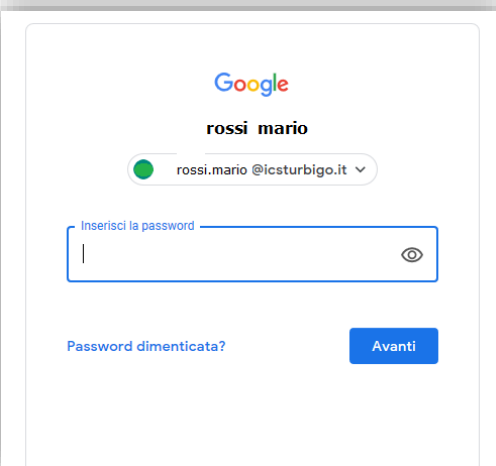 Google
rossi mario
rossi.mario @icsturbigo.it
Inserisci la password
Password dimenticata?
Avanti